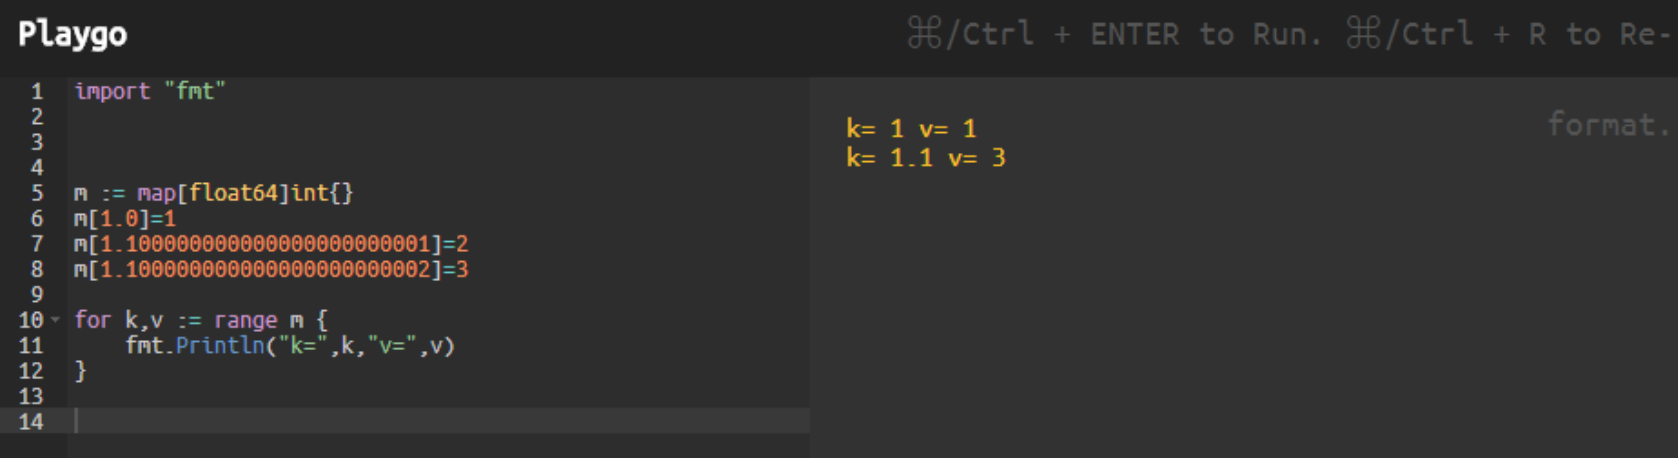 Playgo
⌘/Ctrl + ENTER to Run. ⌘/Ctrl + R to Re-
format.
1 import "fmt"
2
3
4
5 m := map[float64]int{}
6 m[1.0]=1
7 m[1.100000000000000000000001]=2
8 m[1.100000000000000000000002]=3
9
10 for k,v := range m {
11 fmt.Println("k=",k,"v=",v)
12 }
13
14
k= 1 v= 1
k= 1.1 v= 3